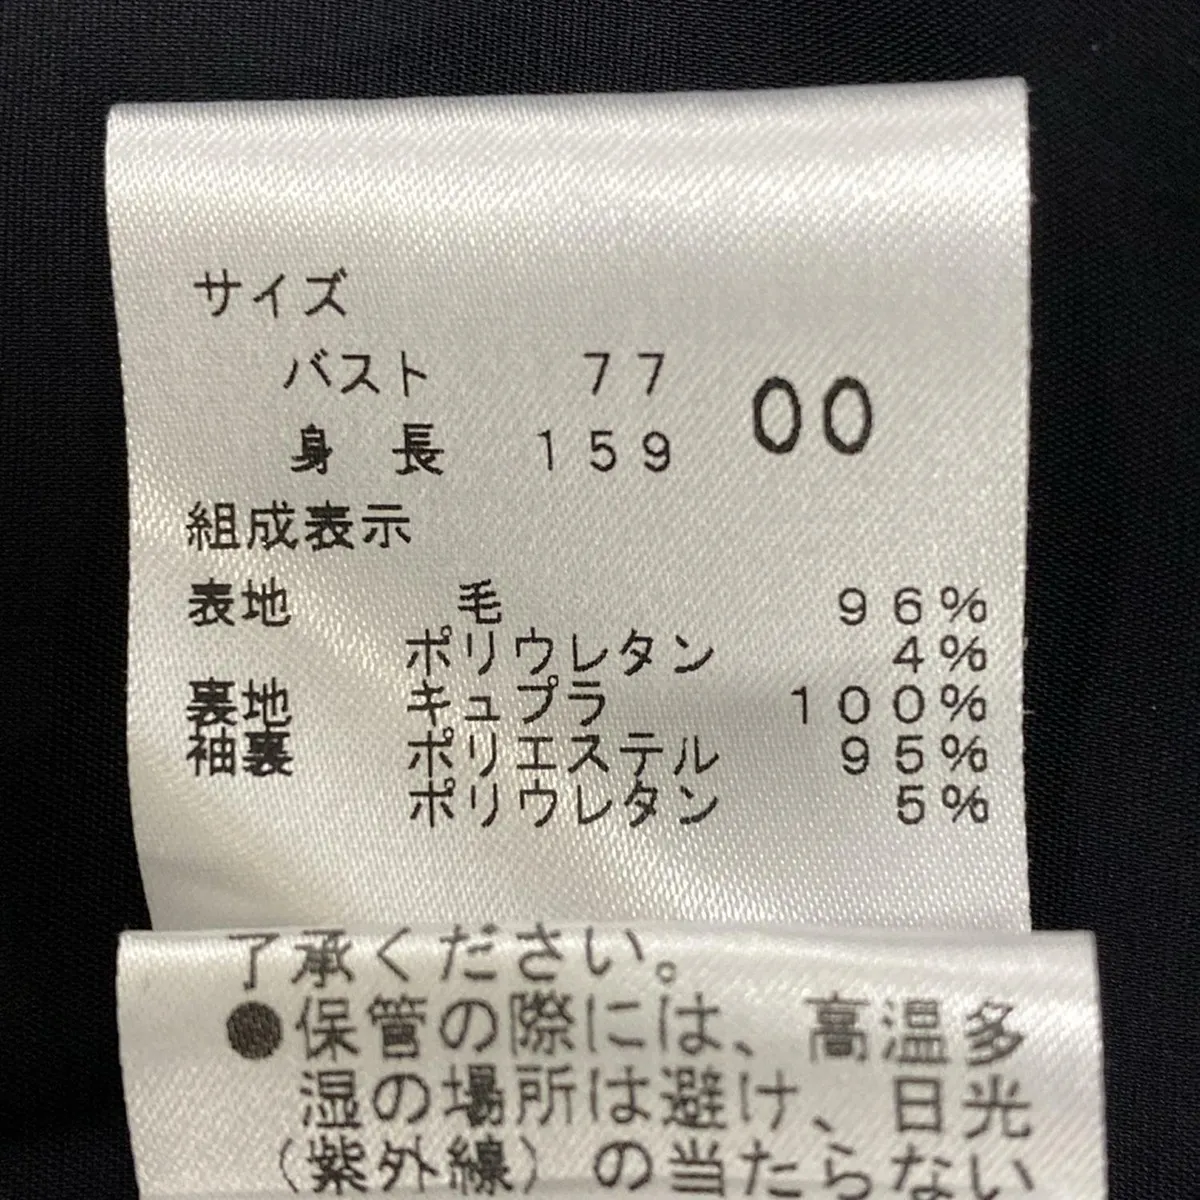 サイズ
バスト 77
身長 159 00
組成表示
表地 毛 96%
ポリウレタン 4%
裏地 キュプラ 100%
袖裏 ポリエステル 95%
ポリウレタン 5%
了承ください。
●保管の際には、高温多
湿の場所は避け、日光
(紫外線)の当たらない